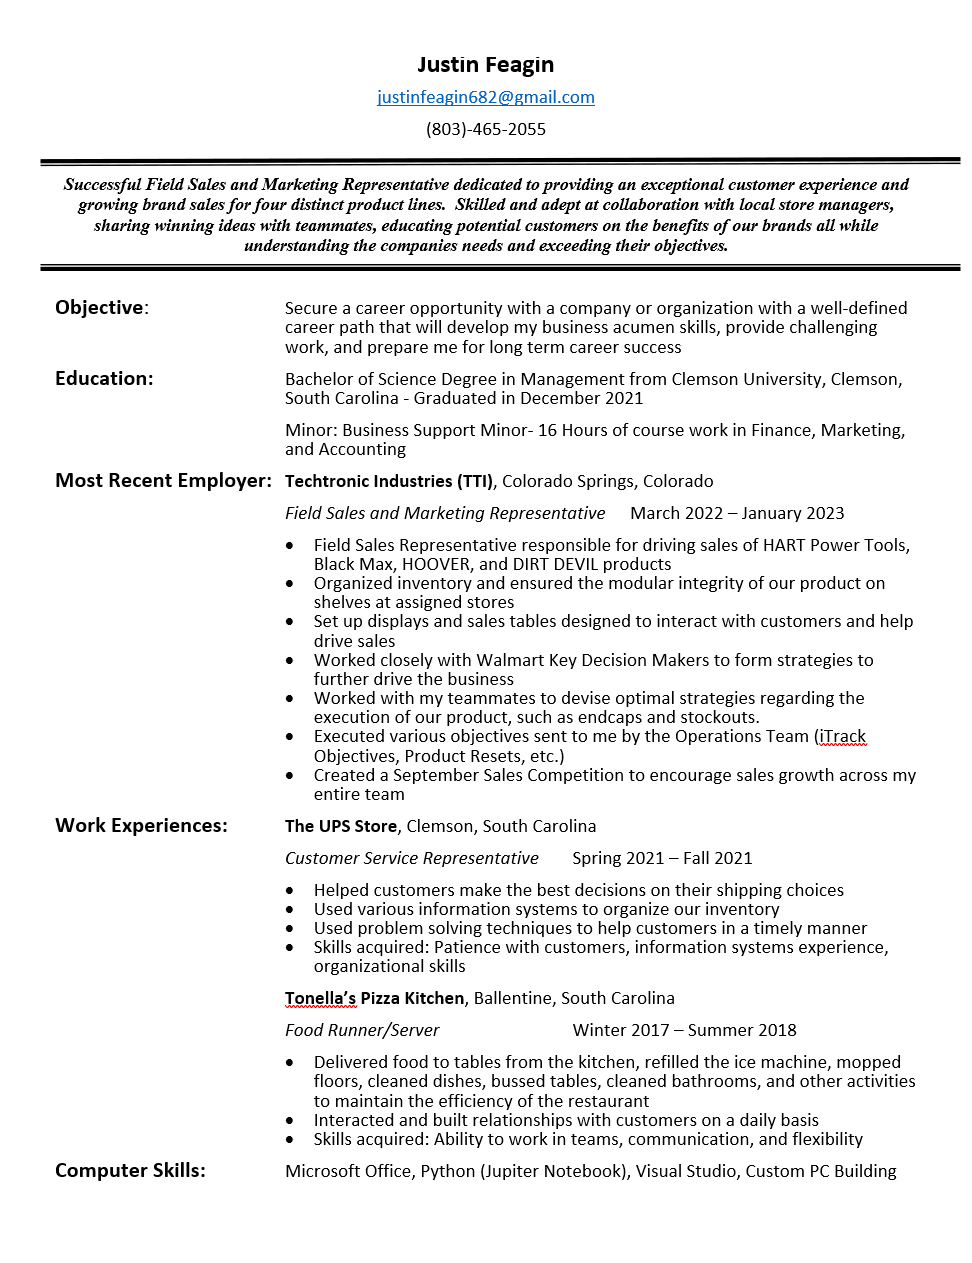 Justin Feagin
justinfeagin682@gmail.com
(803)-465-2055
Successful Field Sales and Marketing Representative dedicated to providing an exceptional customer experience and
growing brand sales for four distinct product lines.  Skilled and adept at collaboration with local store managers,
sharing winning ideas with teammates, educating potential customers on the benefits of our brands all while
understanding the companies needs and exceeding their objectives.
Objective: Secure a career opportunity with a company or organization with a well-defined
career path that will develop my business acumen skills, provide challenging
work, and prepare me for long term career success
Education: Bachelor of Science Degree in Management from Clemson University, Clemson,
South Carolina - Graduated in December 2021
Minor: Business Support Minor- 16 Hours of course work in Finance, Marketing,
and Accounting
Most Recent Employer: Techtronic Industries (TTI), Colorado Springs, Colorado
Field Sales and Marketing Representative March 2022 – January 2023
• Field Sales Representative responsible for driving sales of HART Power Tools,
Black Max, HOOVER, and DIRT DEVIL products
• Organized inventory and ensured the modular integrity of our product on
shelves at assigned stores
• Set up displays and sales tables designed to interact with customers and help
drive sales
• Worked closely with Walmart Key Decision Makers to form strategies to
further drive the business
• Worked with my teammates to devise optimal strategies regarding the
execution of our product, such as endcaps and stockouts.
• Executed various objectives sent to me by the Operations Team (iTrack
Objectives, Product Resets, etc.)
• Created a September Sales Competition to encourage sales growth across my
entire team
Work Experiences: The UPS Store, Clemson, South Carolina
Customer Service Representative Spring 2021 – Fall 2021
• Helped customers make the best decisions on their shipping choices
• Used various information systems to organize our inventory
• Used problem solving techniques to help customers in a timely manner
• Skills acquired: Patience with customers, information systems experience,
organizational skills
Tonella’s Pizza Kitchen, Ballentine, South Carolina
Food Runner/Server Winter 2017 – Summer 2018
• Delivered food to tables from the kitchen, refilled the ice machine, mopped
floors, cleaned dishes, bussed tables, cleaned bathrooms, and other activities
to maintain the efficiency of the restaurant
• Interacted and built relationships with customers on a daily basis
• Skills acquired: Ability to work in teams, communication, and flexibility
Computer Skills: Microsoft Office, Python (Jupiter Notebook), Visual Studio, Custom PC Building